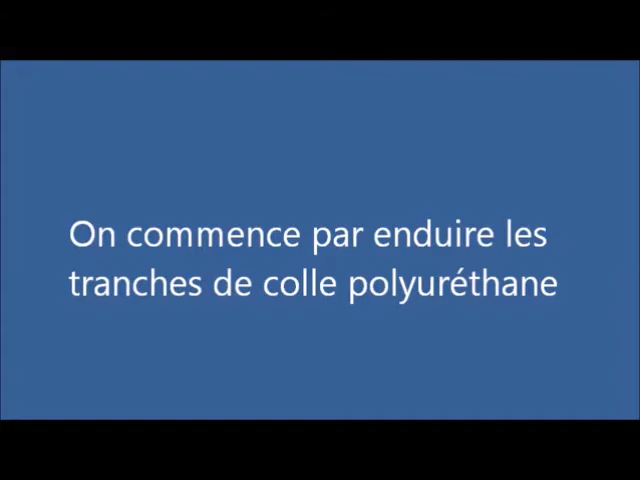 On commence par enduire les
tranches de colle polyuréthane